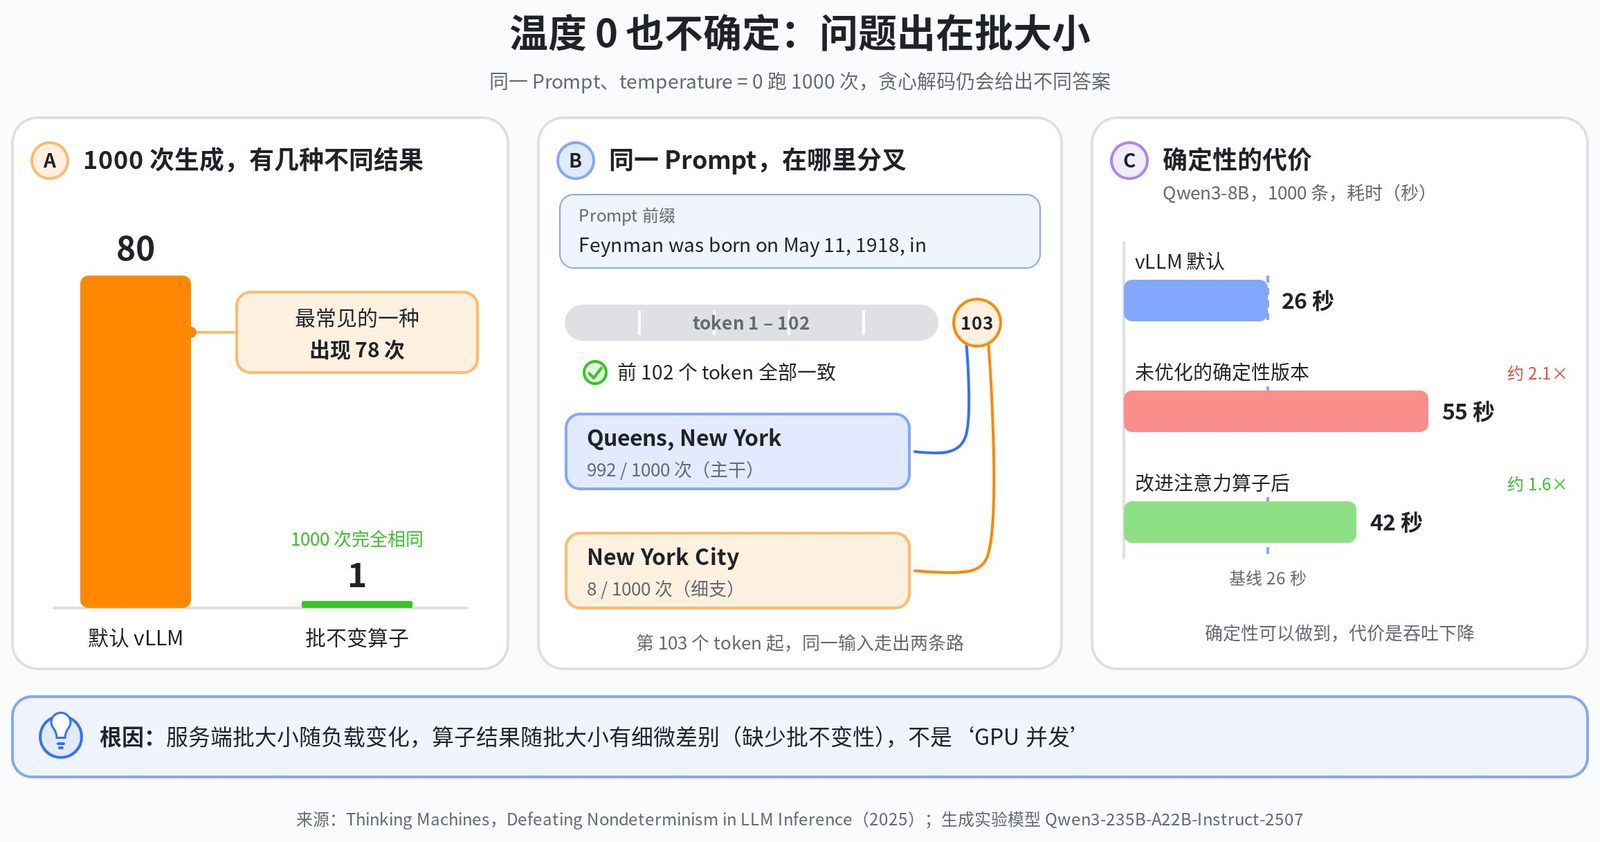 温度 0 也不确定：问题出在批大小
同一 Prompt、temperature = 0 跑 1000 次，贪心解码仍会给出不同答案
A
1000 次生成，有几种不同结果
80
最常见的一种
出现 78 次
1000 次完全相同
1
默认 vLLM
批不变算子
B
同一 Prompt，在哪里分叉
Prompt 前缀
Feynman was born on May 11, 1918, in
token 1 – 102
103
前 102 个 token 全部一致
Queens, New York
992 / 1000 次（主干）
New York City
8 / 1000 次（细支）
第 103 个 token 起，同一输入走出两条路
C
确定性的代价
Qwen3-8B，1000 条，耗时（秒）
vLLM 默认
26 秒
未优化的确定性版本
约 2.1×
55 秒
改进注意力算子后
约 1.6×
42 秒
基线 26 秒
确定性可以做到，代价是吞吐下降
根因：服务端批大小随负载变化，算子结果随批大小有细微差别（缺少批不变性），不是‘GPU 并发’
来源：Thinking Machines，Defeating Nondeterminism in LLM Inference（2025）；生成实验模型 Qwen3-235B-A22B-Instruct-2507